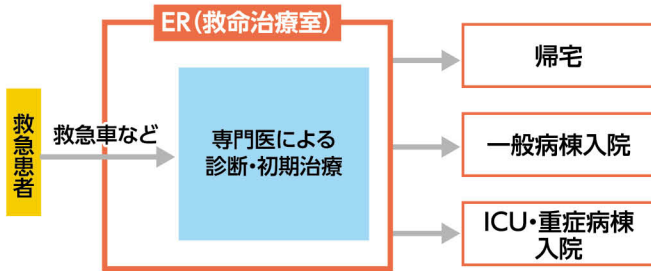 ER(救命治療室)
救急患者
救急車など
専門医による
診断・初期治療
帰宅
一般病棟入院
ICU・重症病棟
入院